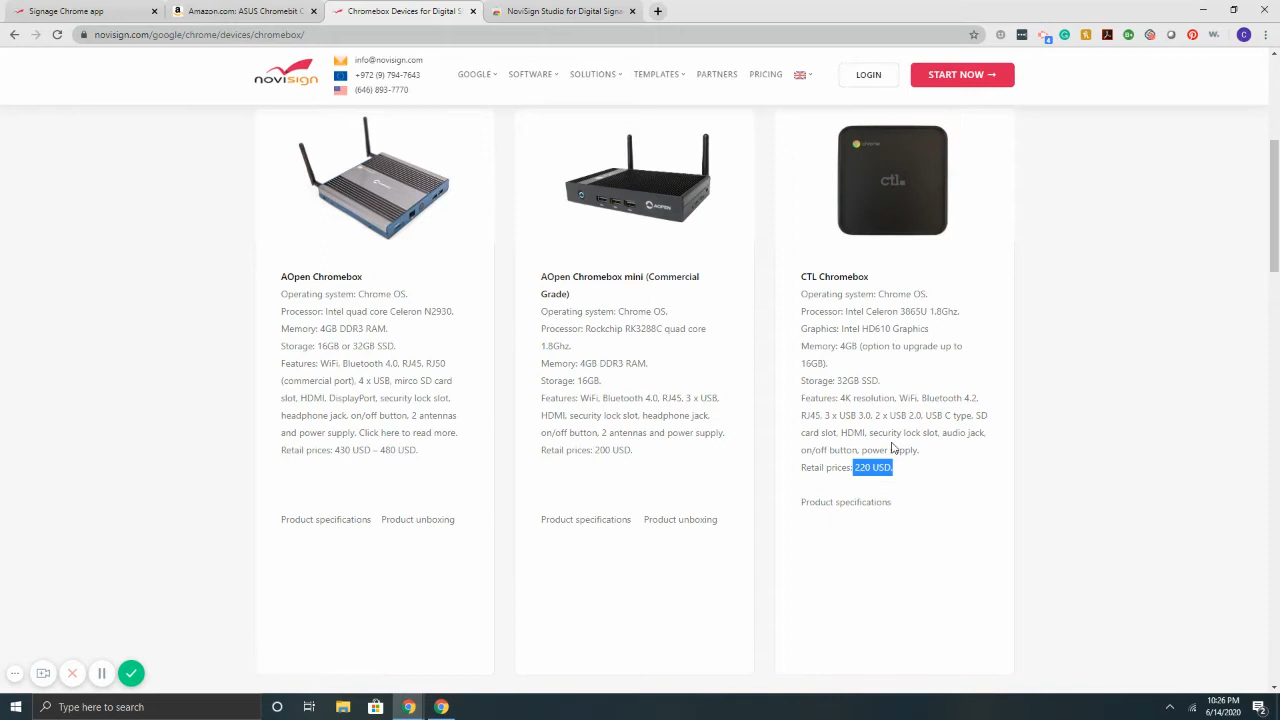 Signage Chrome app
Amazon.com: ASUS Chromebit C
Chromebox Devices for Digital S
NoviSign Studio for Digital Signa
novisign.com/google/chrome/devices/chromebox/
novisign
info@novisign.com
+972 (9) 794-7643
(646) 893-7770
GOOGLE
SOFTWARE
SOLUTIONS
TEMPLATES
PARTNERS
PRICING
LOGIN
START NOW →
AOPEN
chrome
ctl
AOpen Chromebox
Operating system: Chrome OS.
Processor: Intel quad core Celeron N2930.
Memory: 4GB DDR3 RAM.
Storage: 16GB or 32GB SSD.
Features: WiFi, Bluetooth 4.0, RJ45, RJ50
(commercial port), 4 x USB, mirco SD card
slot, HDMI, DisplayPort, security lock slot,
headphone jack, on/off button, 2 antennas
and power supply. Click here to read more.
Retail prices: 430 USD – 480 USD.
Product specifications Product unboxing
AOpen Chromebox mini (Commercial
Grade)
Operating system: Chrome OS.
Processor: Rockchip RK3288C quad core
1.8Ghz.
Memory: 4GB DDR3 RAM.
Storage: 16GB.
Features: WiFi, Bluetooth 4.0, RJ45, 3 x USB,
HDMI, security lock slot, headphone jack,
on/off button, 2 antennas and power supply.
Retail prices: 200 USD.
Product specifications Product unboxing
CTL Chromebox
Operating system: Chrome OS.
Processor: Intel Celeron 3865U 1.8Ghz.
Graphics: Intel HD610 Graphics
Memory: 4GB (option to upgrade up to
16GB).
Storage: 32GB SSD.
Features: 4K resolution, WiFi, Bluetooth 4.2,
RJ45, 3 x USB 3.0, 2 x USB 2.0, USB C type, SD
card slot, HDMI, security lock slot, audio jack,
on/off button, power supply.
Retail prices: 220 USD.
Product specifications
Type here to search
10:26 PM
6/14/2020